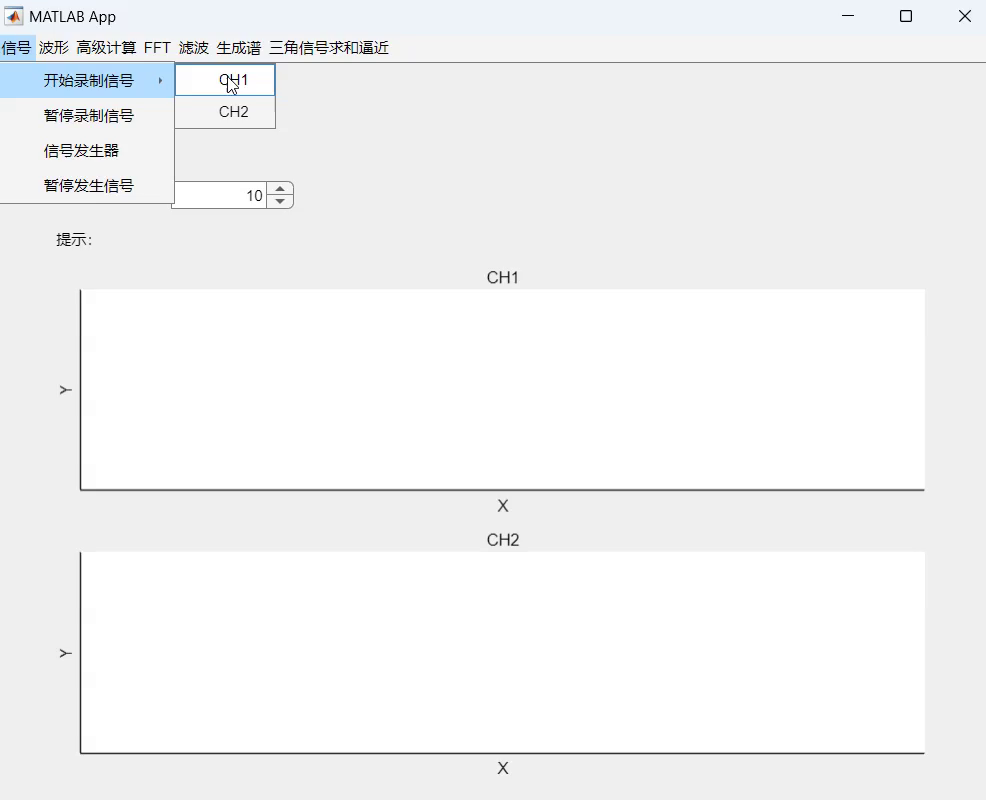 MATLAB App
信号 波形 高级计算 FFT 滤波 生成谱 三角信号求和逼近
开始录制信号
CH1
CH2
暂停录制信号
信号发生器
暂停发生信号
10
提示:
CH1
Y
X
CH2
Y
X